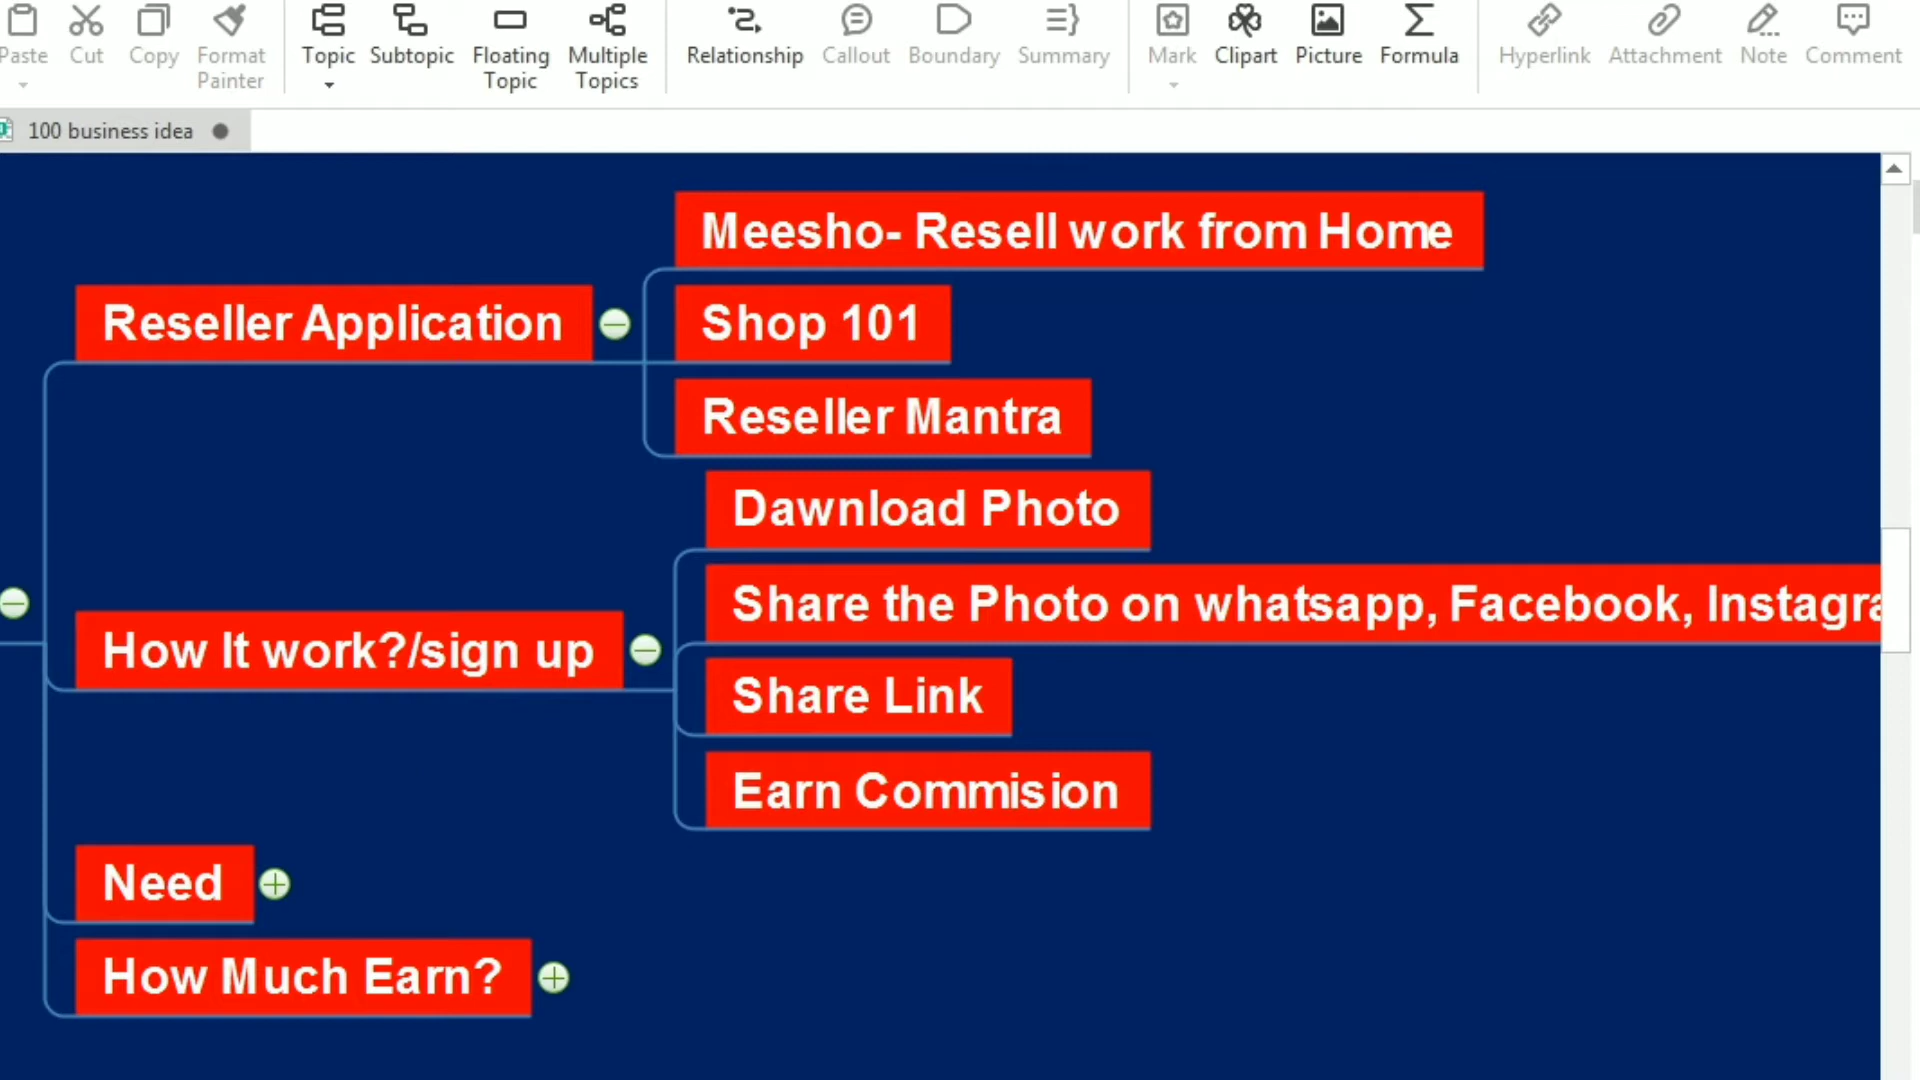 Paste
Cut
Copy
Format
Painter
Topic
Subtopic
Floating
Topic
Multiple
Topics
Relationship
Callout
Boundary
Summary
Mark
Clipart
Picture
Formula
Hyperlink
Attachment
Note
Comment
100 business idea
Meesho- Resell work from Home
Reseller Application
Shop 101
Reseller Mantra
Dawnload Photo
Share the Photo on whatsapp, Facebook, Instagra
How It work?/sign up
Share Link
Earn Commision
Need
How Much Earn?